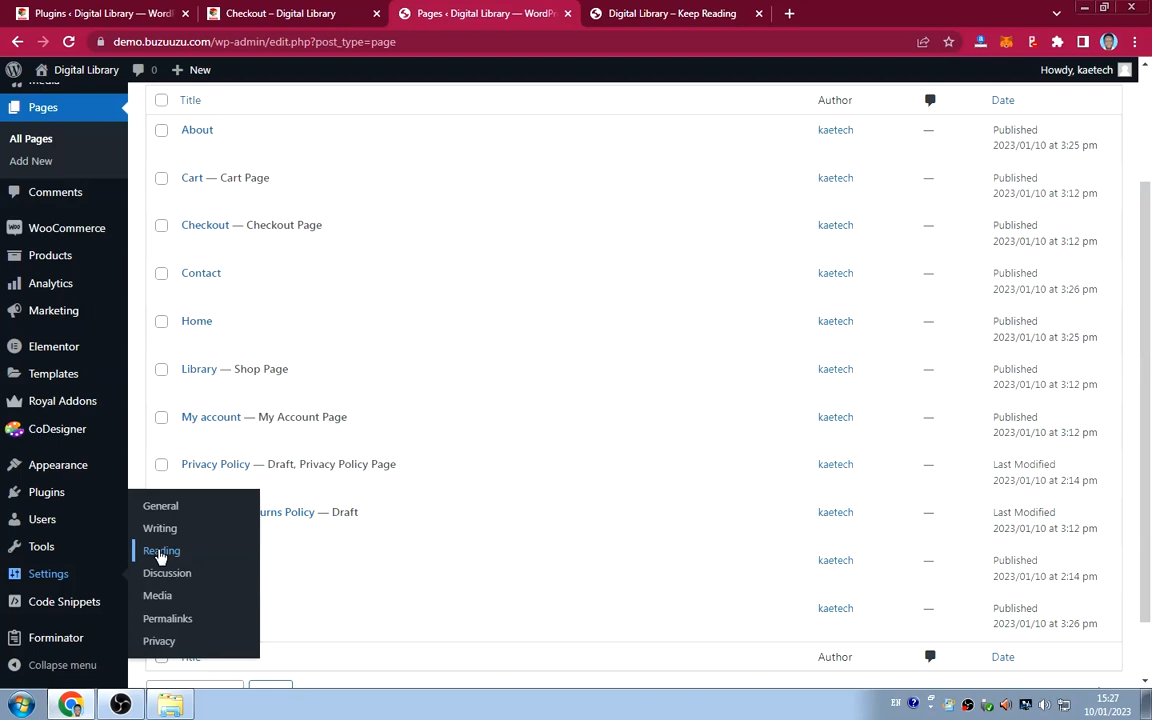 Plugins ‹ Digital Library — Word
Checkout – Digital Library
Pages ‹ Digital Library — WordPr
Digital Library – Keep Reading
demo.buzuuzu.com/wp-admin/edit.php?post_type=page
Digital Library
0
New
Howdy, kaetech
Media
Pages
All Pages
Add New
Comments
WooCommerce
Products
Analytics
Marketing
Elementor
Templates
Royal Addons
CoDesigner
Appearance
Plugins
Users
Tools
Settings
Code Snippets
Forminator
Collapse menu
General
Writing
Reading
Discussion
Media
Permalinks
Privacy
Title Author Date
About kaetech — Published
2023/01/10 at 3:25 pm
Cart — Cart Page kaetech — Published
2023/01/10 at 3:12 pm
Checkout — Checkout Page kaetech — Published
2023/01/10 at 3:12 pm
Contact kaetech — Published
2023/01/10 at 3:26 pm
Home kaetech — Published
2023/01/10 at 3:25 pm
Library — Shop Page kaetech — Published
2023/01/10 at 3:12 pm
My account — My Account Page kaetech — Published
2023/01/10 at 3:12 pm
Privacy Policy — Draft, Privacy Policy Page kaetech — Last Modified
2023/01/10 at 2:14 pm
urns Policy — Draft kaetech — Last Modified
2023/01/10 at 3:12 pm
kaetech — Published
2023/01/10 at 2:14 pm
kaetech — Published
2023/01/10 at 3:26 pm
Title Author Date
EN
15:27
10/01/2023